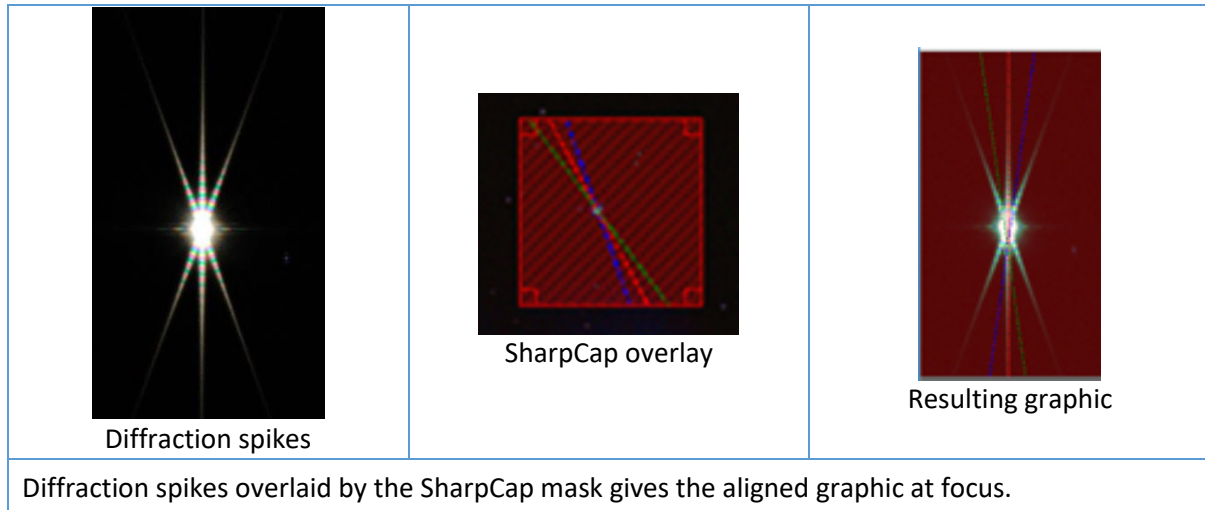 Diffraction spikes
SharpCap overlay
Resulting graphic
Diffraction spikes overlaid by the SharpCap mask gives the aligned graphic at focus.